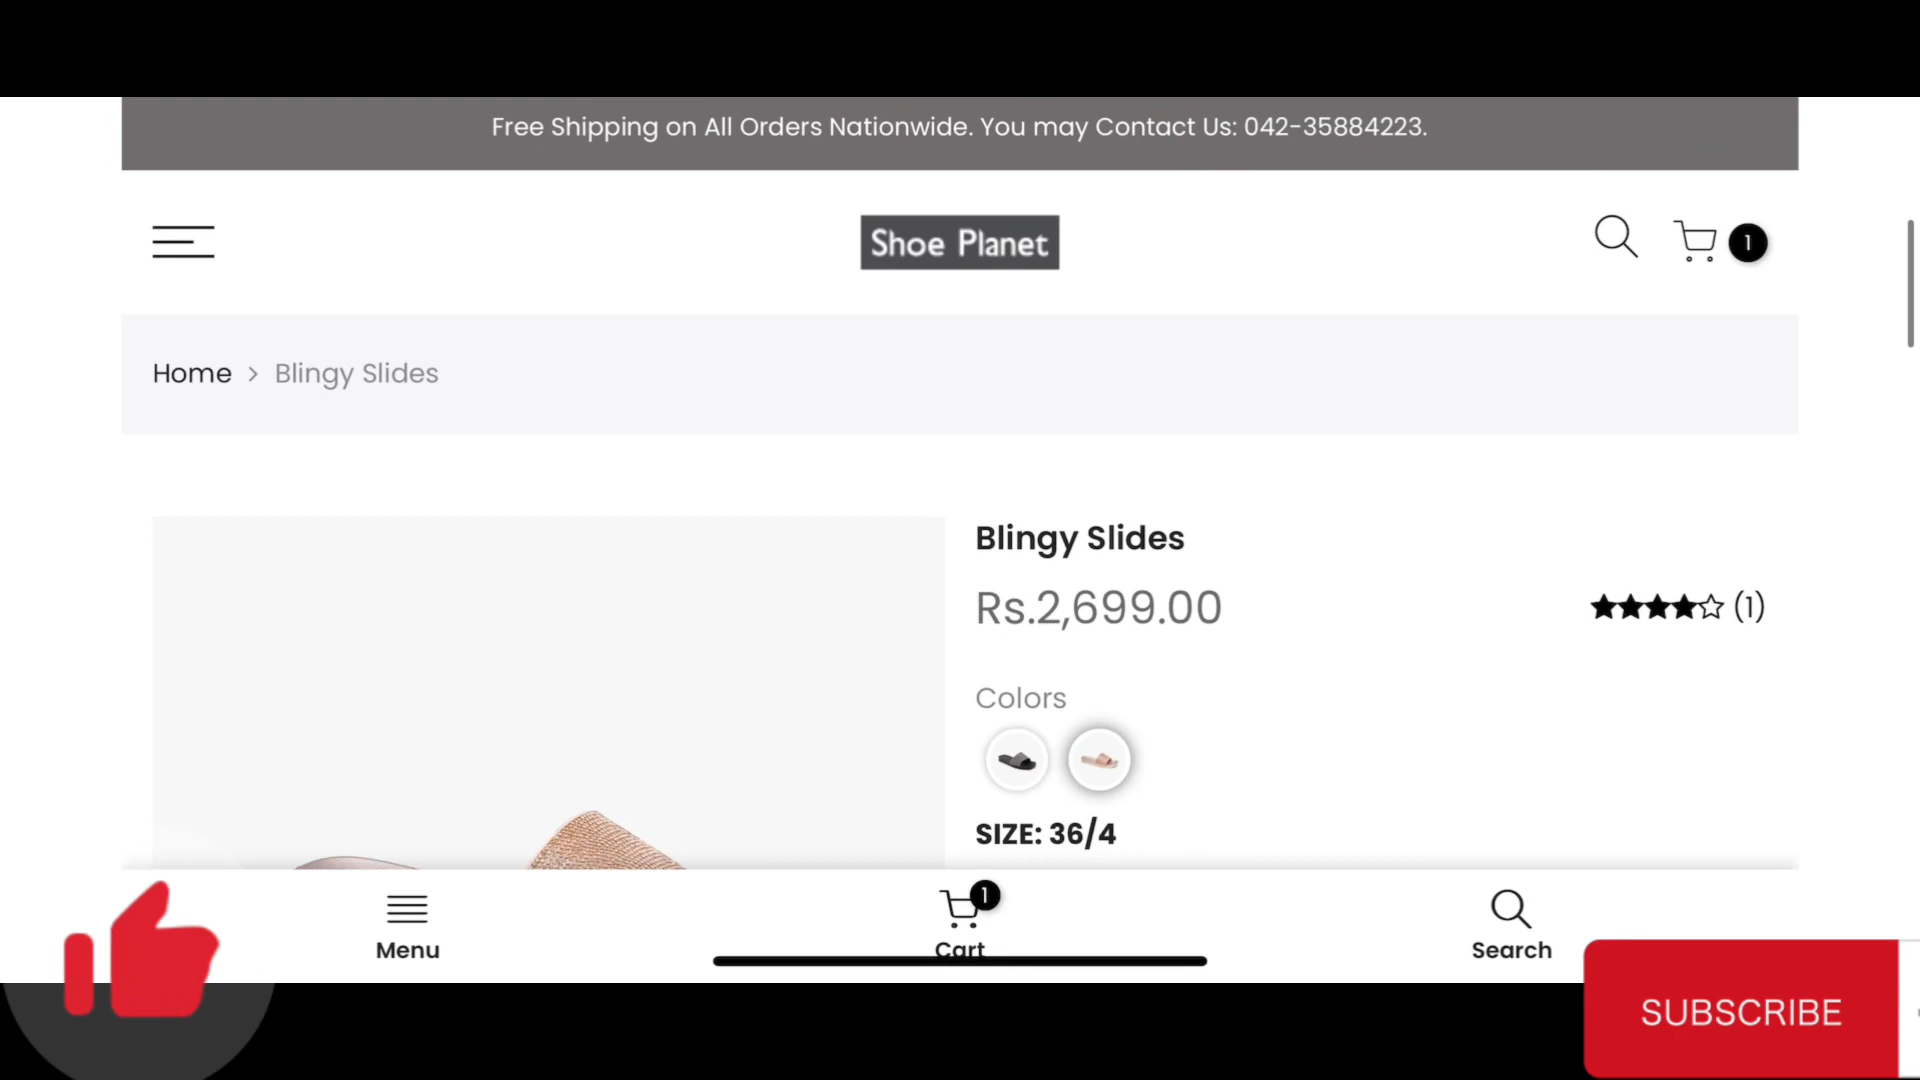 Free Shipping on All Orders Nationwide. You may Contact Us: 042-35884223.
Shoe Planet
1
Home > Blingy Slides
Blingy Slides
Rs.2,699.00
(1)
Colors
SIZE: 36/4
1
Menu
Cart
Search
SUBSCRIBE